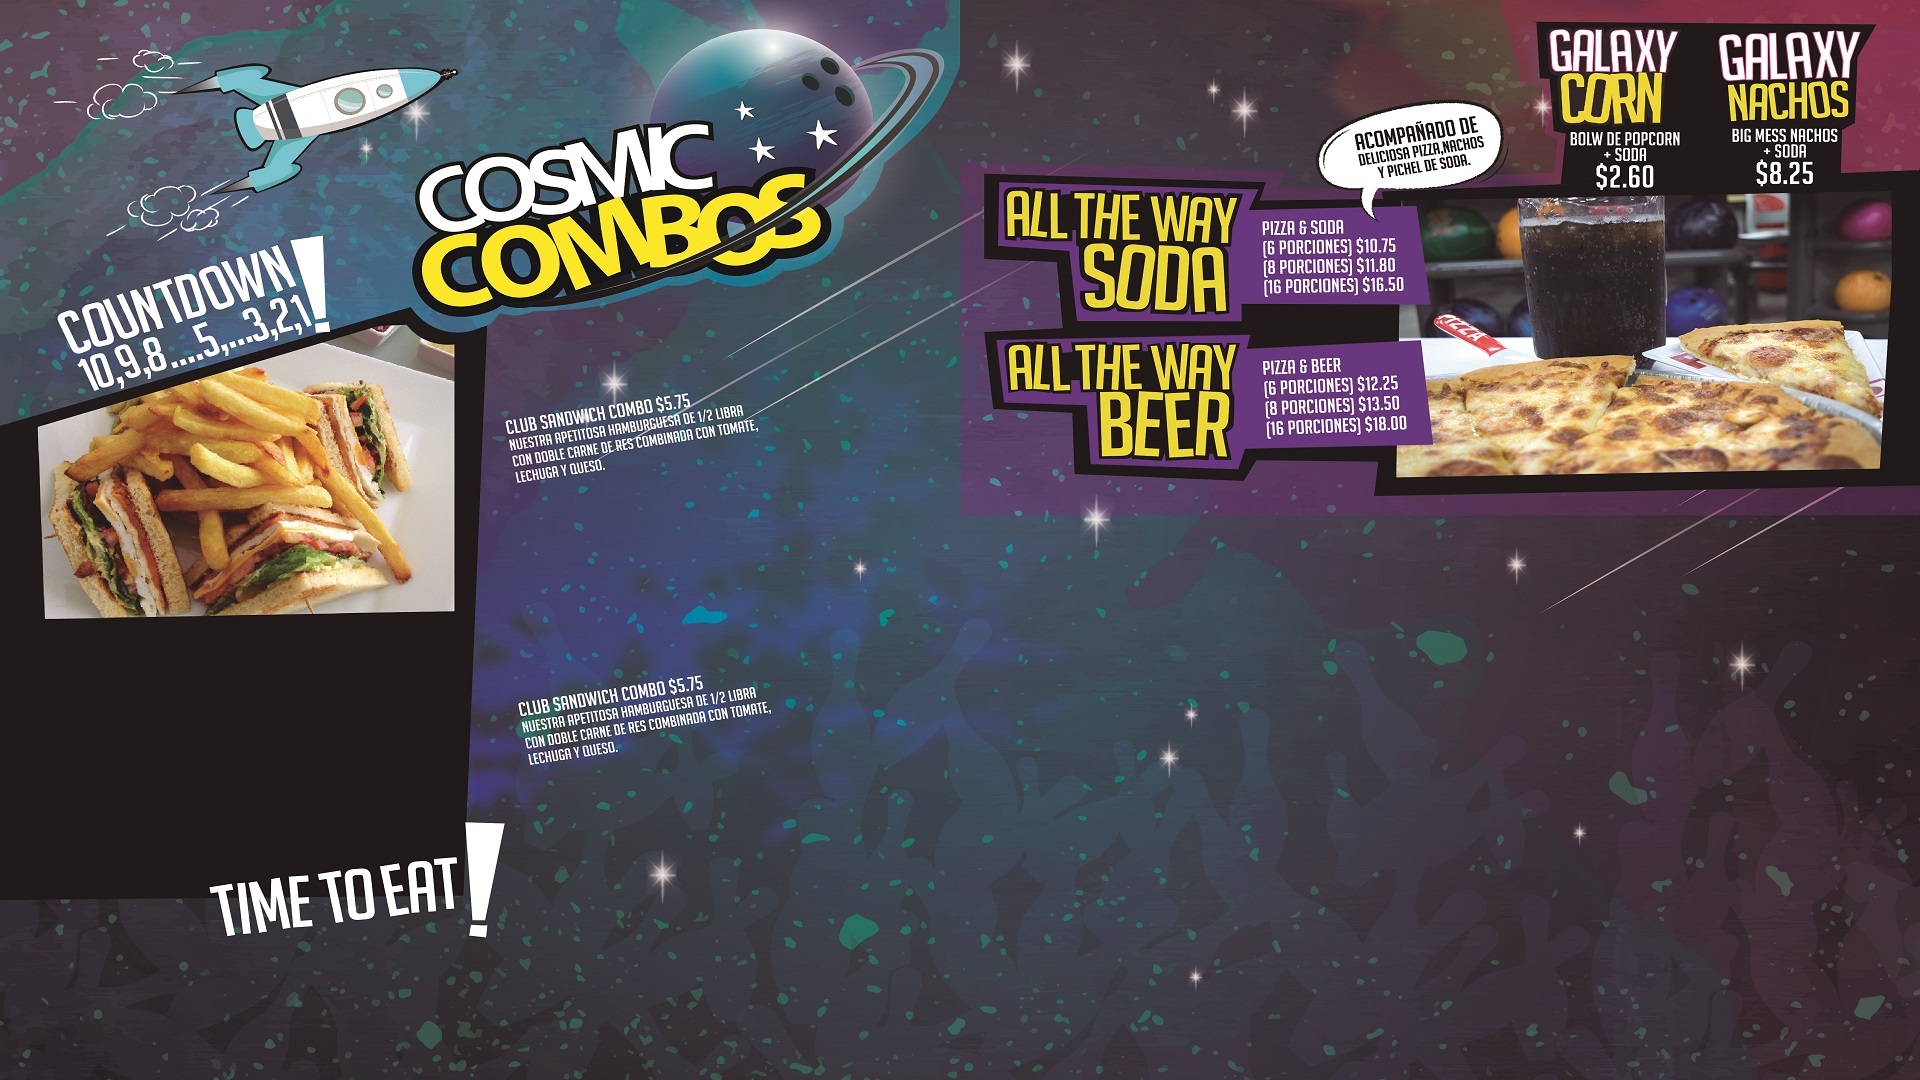 COSMIC
COMBOS
COUNTDOWN!
10,9,8....5,...3,2,1
CLUB SANDWICH COMBO $5.75
NUESTRA APETITOSA HAMBURGUESA DE 1/2 LIBRA
CON DOBLE CARNE DE RES COMBINADA CON TOMATE,
LECHUGA Y QUESO.
CLUB SANDWICH COMBO $5.75
NUESTRA APETITOSA HAMBURGUESA DE 1/2 LIBRA
CON DOBLE CARNE DE RES COMBINADA CON TOMATE,
LECHUGA Y QUESO.
TIME TO EAT!
GALAXY
CORN
BOLW DE POPCORN
+ SODA
$2.60
GALAXY
NACHOS
BIG MESS NACHOS
+ SODA
$8.25
ACOMPAÑADO DE
DELICIOSA PIZZA,NACHOS
Y PICHEL DE SODA.
ALL THE WAY
SODA
PIZZA & SODA
(6 PORCIONES) $10.75
(8 PORCIONES) $11.80
(16 PORCIONES) $16.50
ALL THE WAY
BEER
PIZZA & BEER
(6 PORCIONES) $12.25
(8 PORCIONES) $13.50
(16 PORCIONES) $18.00
PIZZA